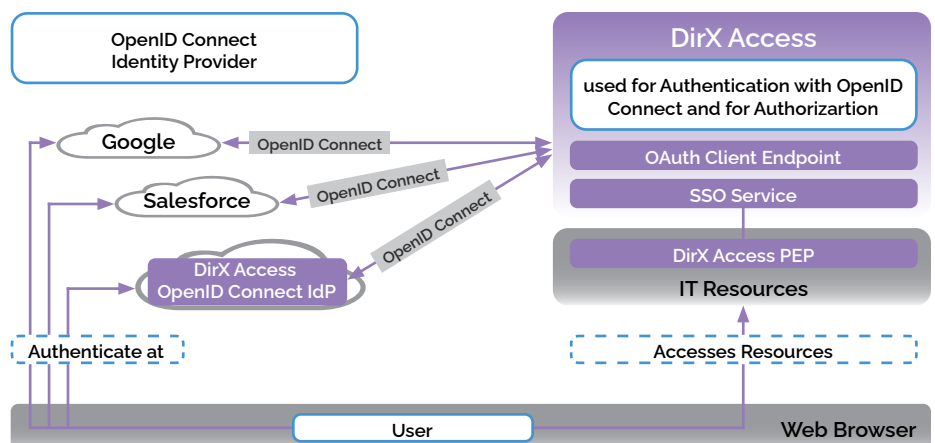 OpenID Connect
Identity Provider
DirX Access
used for Authentication with OpenID
Connect and for Authorizartion
Google
OpenID Connect
OAuth Client Endpoint
Salesforce
OpenID Connect
SSO Service
OpenID Connect
DirX Access
OpenID Connect IdP
DirX Access PEP
IT Resources
Authenticate at
Accesses Resources
User
Web Browser